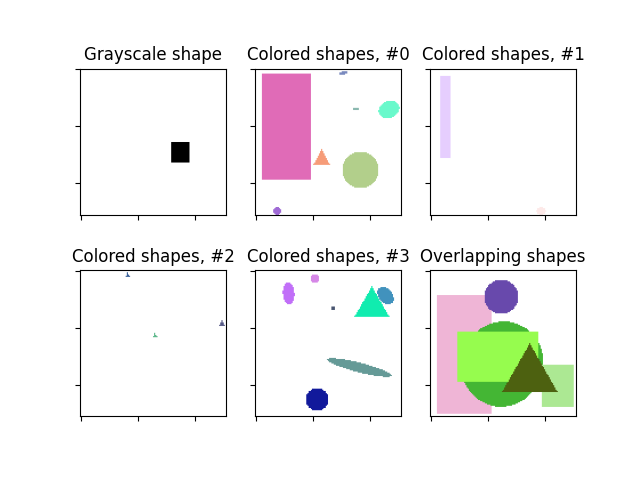 Grayscale shape
Colored shapes, #0
Colored shapes, #1
Colored shapes, #2
Colored shapes, #3
Overlapping shapes